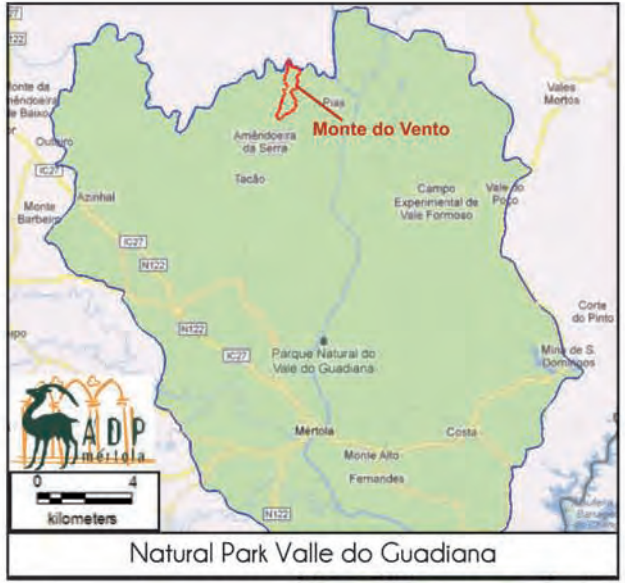 122
Monte da
mêndoeira
e Baixo
Vales
Mortos
Pias
Monte do Vento
Amêndoeira
da Serra
Outeiro
IC27
Tacão
Azinhal
Campo
Experimental de
Vale Formoso
Vale do
Poço
Monte
Barbeiro
IC27
N122
Corte
do Pinto
N122
IC27
Parque Natural do
Vale do Guadiana
Mina de S.
Domingos
ADP
mértola
Mértola
Costa
Monte Alto
Fernandes
0 4
kilometers
N122
Natural Park Valle do Guadiana